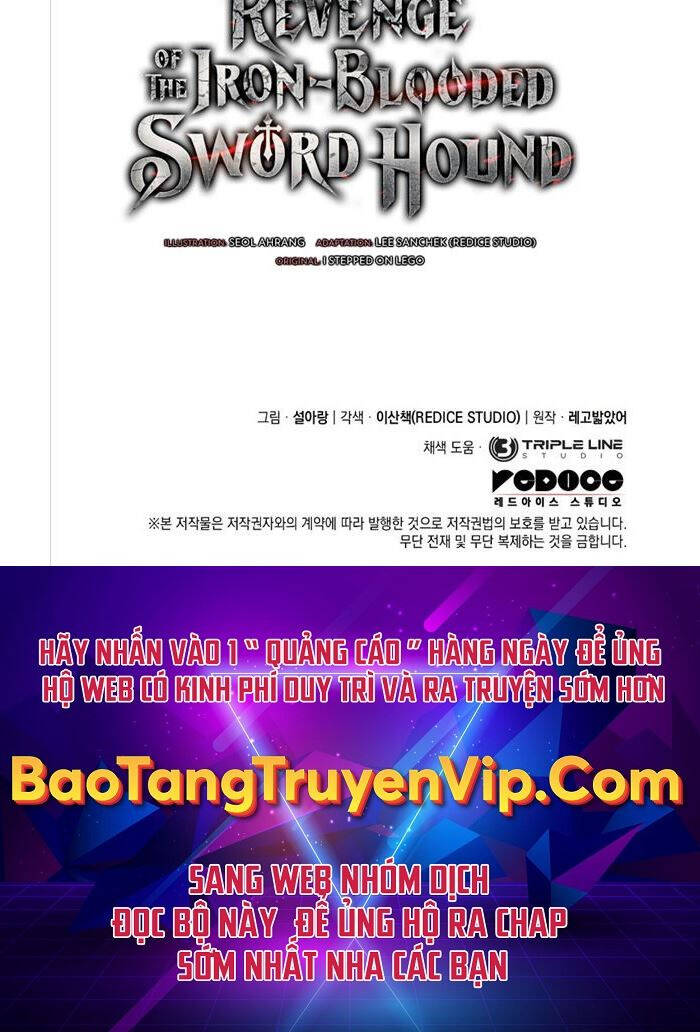 REVENGE
OF THE IRON-BLOODED
SWORD HOUND
ILLUSTRATION: SEOL AHRANG ADAPTATION: LEE SANCHEK (REDICE STUDIO)
ORIGINAL: I STEPPED ON LEGO
그림 · 설아랑 | 각색 · 이산책(REDICE STUDIO) | 원작 · 레고밟았어
채색 도움 · 3 TRIPLE LINE
STUDIO
REDICE
레드아이스 스튜디오
※본 저작물은 저작권자와의 계약에 따라 발행한 것으로 저작권법의 보호를 받고 있습니다.
무단 전재 및 무단 복제하는 것을 금합니다.
HÃY NHẤN VÀO 1 “ QUẢNG CÁO ” HÀNG NGÀY ĐỂ ỦNG
HỘ WEB CÓ KINH PHÍ DUY TRÌ VÀ RA TRUYỆN SỚM HƠN
BaoTangTruyenVip.Com
SANG WEB NHÓM DỊCH
ĐỌC BỘ NÀY ĐỂ ỦNG HỘ RA CHAP
SỚM NHẤT NHA CÁC BẠN